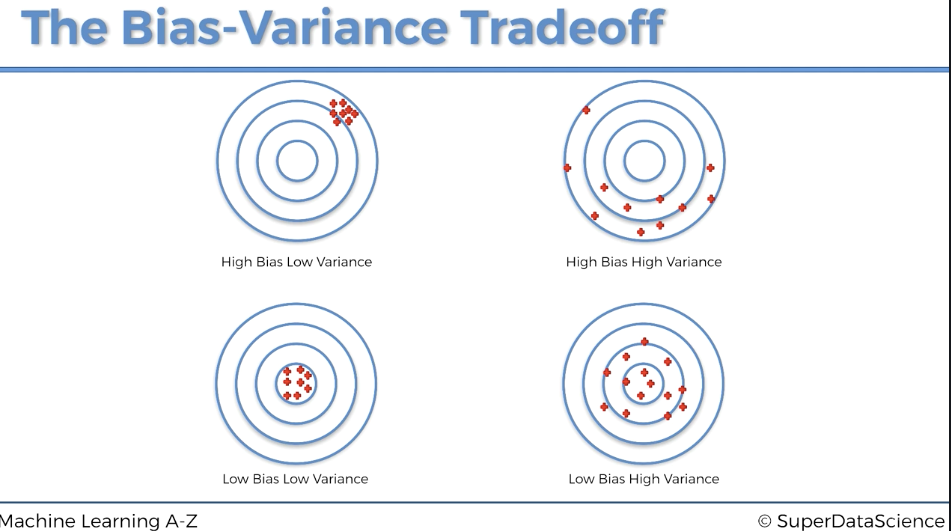 The Bias-Variance Tradeoff
High Bias Low Variance
High Bias High Variance
Low Bias Low Variance
Low Bias High Variance
Machine Learning A-Z
© SuperDataScience